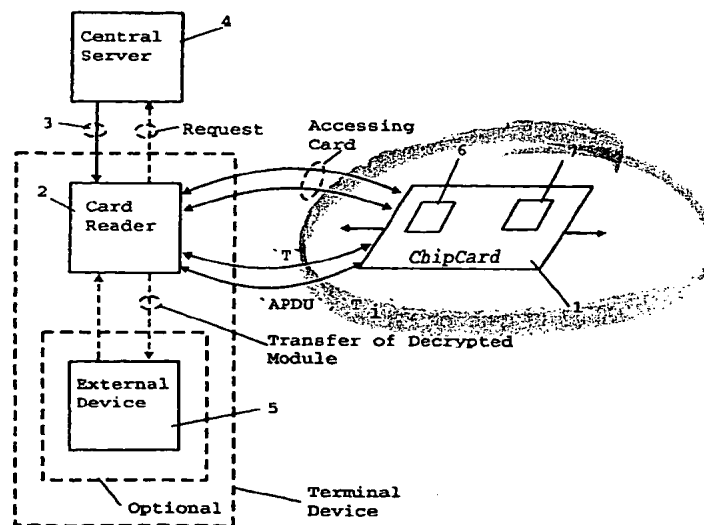 4
Central
Server
3
Request
Accessing
Card
6
7
2
Card
Reader
ChipCard
`T`
`APDU`
T i
1
Transfer of Decrypted
Module
External
Device
5
Optional
Terminal
Device